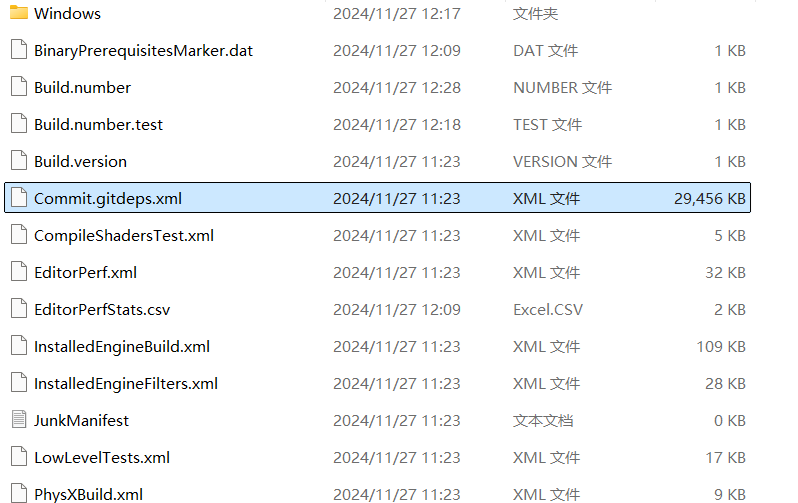 Windows 2024/11/27 12:17 文件夹
BinaryPrerequisitesMarker.dat 2024/11/27 12:09 DAT 文件 1 KB
Build.number 2024/11/27 12:28 NUMBER 文件 1 KB
Build.number.test 2024/11/27 12:18 TEST 文件 1 KB
Build.version 2024/11/27 11:23 VERSION 文件 1 KB
Commit.gitdeps.xml 2024/11/27 11:23 XML 文件 29,456 KB
CompileShadersTest.xml 2024/11/27 11:23 XML 文件 5 KB
EditorPerf.xml 2024/11/27 11:23 XML 文件 32 KB
EditorPerfStats.csv 2024/11/27 12:09 Excel.CSV 2 KB
InstalledEngineBuild.xml 2024/11/27 11:23 XML 文件 109 KB
InstalledEngineFilters.xml 2024/11/27 11:23 XML 文件 28 KB
JunkManifest 2024/11/27 11:23 文本文档 0 KB
LowLevelTests.xml 2024/11/27 11:23 XML 文件 17 KB
PhysXBuild.xml 2024/11/27 11:23 XML 文件 9 KB